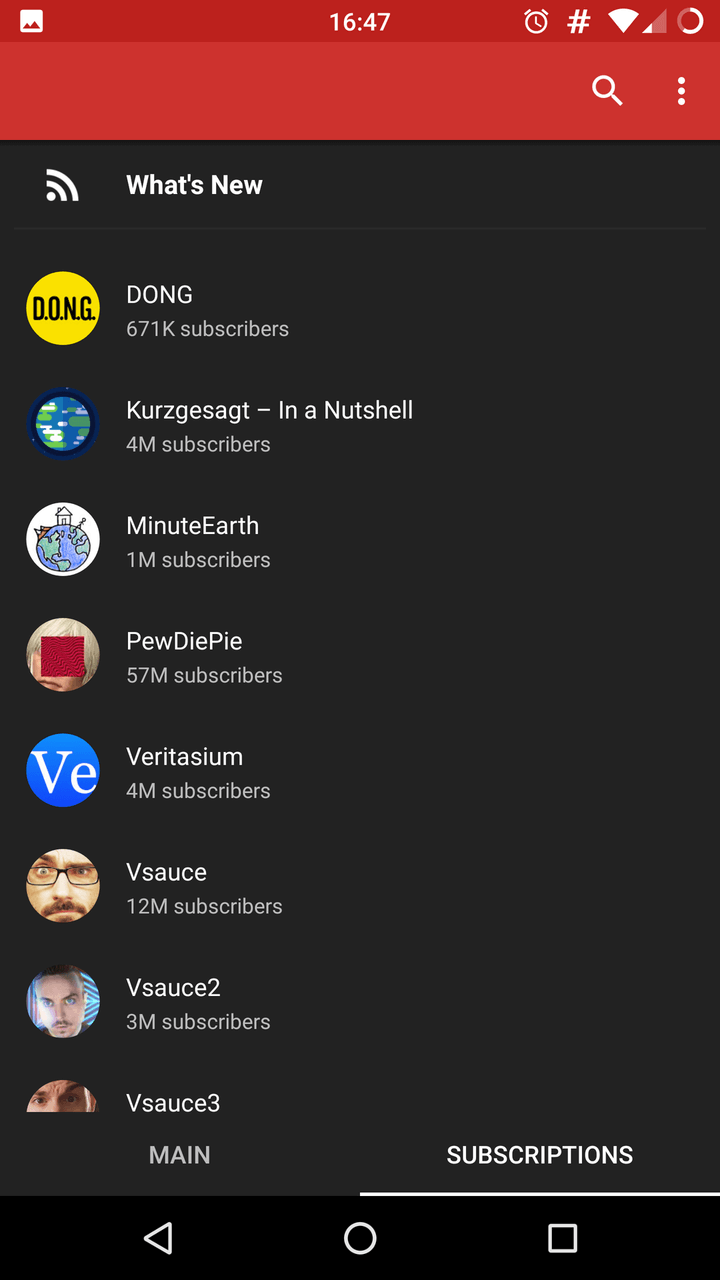 16:47
What's New
D.O.N.G.
DONG
671K subscribers
Kurzgesagt – In a Nutshell
4M subscribers
MinuteEarth
1M subscribers
PewDiePie
57M subscribers
Ve
Veritasium
4M subscribers
Vsauce
12M subscribers
Vsauce2
3M subscribers
Vsauce3
MAIN
SUBSCRIPTIONS